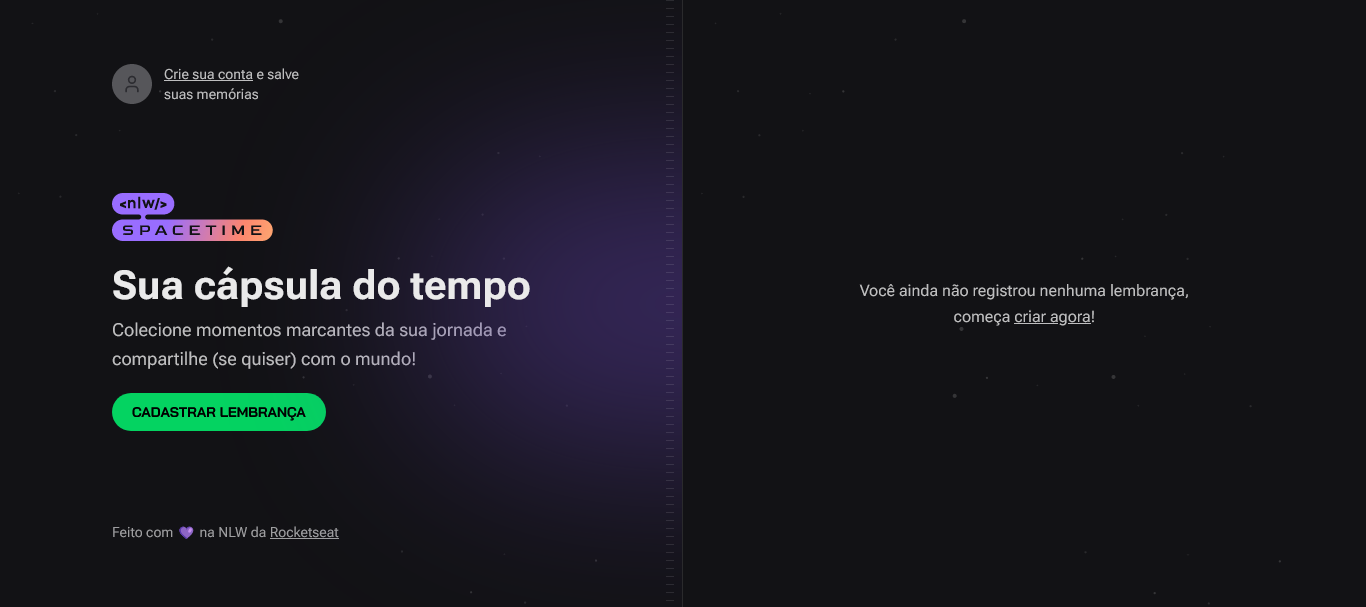 Crie sua conta e salve
suas memórias
<nlw/>
SPACETIME
Sua cápsula do tempo
Colecione momentos marcantes da sua jornada e
compartilhe (se quiser) com o mundo!
CADASTRAR LEMBRANÇA
Feito com 💜 na NLW da Rocketseat
Você ainda não registrou nenhuma lembrança,
começa criar agora!